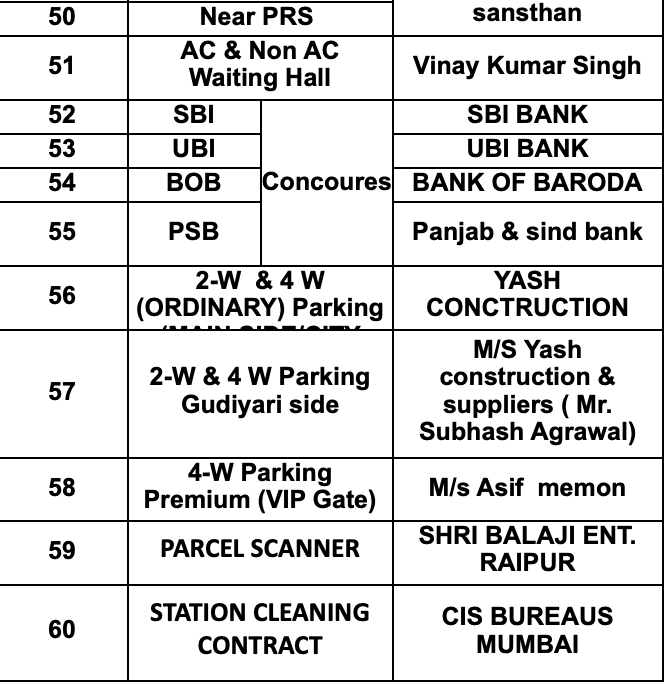 50 Near PRS sansthan
51 AC & Non AC Waiting Hall Vinay Kumar Singh
52 SBI Concoures SBI BANK
53 UBI UBI BANK
54 BOB BANK OF BARODA
55 PSB Panjab & sind bank
56 2-W & 4 W (ORDINARY) Parking YASH CONCTRUCTION
57 2-W & 4 W Parking Gudiyari side M/S Yash construction & suppliers ( Mr. Subhash Agrawal)
58 4-W Parking Premium (VIP Gate) M/s Asif memon
59 PARCEL SCANNER SHRI BALAJI ENT. RAIPUR
60 STATION CLEANING CONTRACT CIS BUREAUS MUMBAI